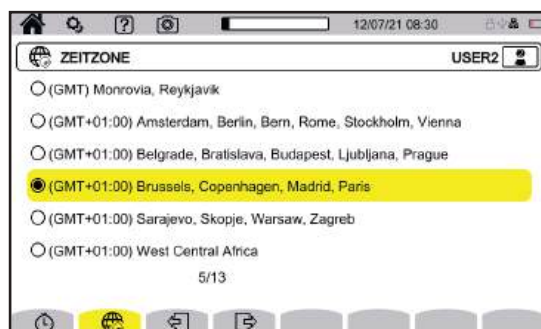 12/07/21 08:30
ZEITZONE USER2
(GMT) Monrovia, Reykjavik
(GMT+01:00) Amsterdam, Berlin, Bern, Rome, Stockholm, Vienna
(GMT+01:00) Belgrade, Bratislava, Budapest, Ljubljana, Prague
(GMT+01:00) Brussels, Copenhagen, Madrid, Paris
(GMT+01:00) Sarajevo, Skopje, Warsaw, Zagreb
(GMT+01:00) West Central Africa
5/13